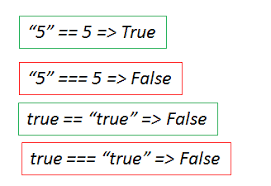 “5” == 5 => True
“5” === 5 => False
true == “true” => False
true === “true” => False